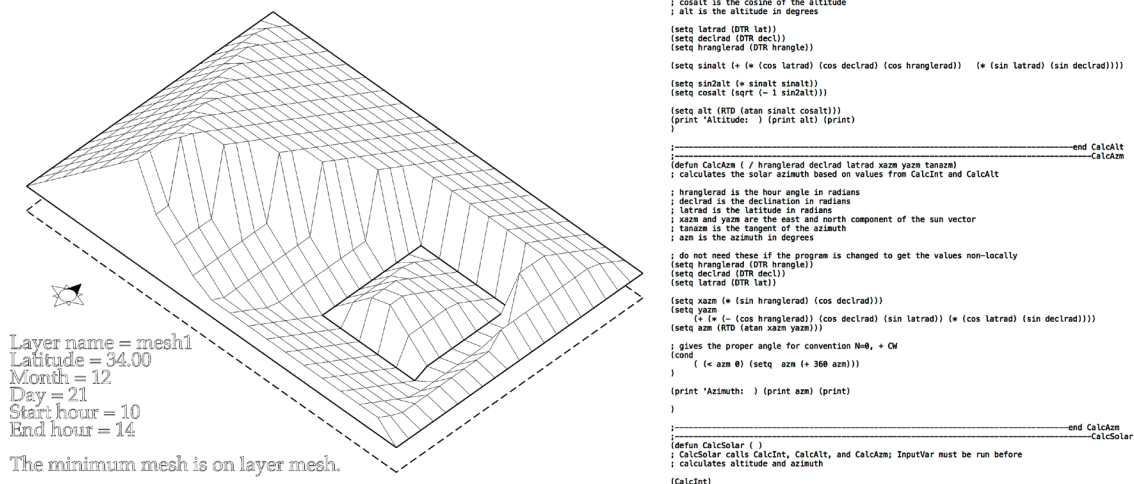 Layer name = mesh1
Latitude = 34.00
Month = 12
Day = 21
Start hour = 10
End hour = 14
The minimum mesh is on layer mesh.
; cosalt is the cosine of the altitude
; alt is the altitude in degrees
(setq latrad (DTR lat))
(setq declrad (DTR decl))
(setq hranglerad (DTR hrangle))
(setq sinalt (+ (* (cos latrad) (cos declrad) (cos hranglerad)) (* (sin latrad) (sin declrad))))
(setq sin2alt (* sinalt sinalt))
(setq cosalt (sqrt (- 1 sin2alt)))
(setq alt (RTD (atan sinalt cosalt)))
(print 'Altitude: ) (print alt) (print)
)
;--------------------------------------------------------------------------------end CalcAlt
;------------------------------------------------------------------------------------CalcAzm
(defun CalcAzm ( / hranglerad declrad latrad xazm yazm tanazm)
; calculates the solar azimuth based on values from CalcInt and CalcAlt
; hranglerad is the hour angle in radians
; declrad is the declination in radians
; latrad is the latitude in radians
; xazm and yazm are the east and north component of the sun vector
; tanazm is the tangent of the azimuth
; azm is the azimuth in degrees
; do not need these if the program is changed to get the values non-locally
(setq hranglerad (DTR hrangle))
(setq declrad (DTR decl))
(setq latrad (DTR lat))
(setq xazm (* (sin hranglerad) (cos declrad)))
(setq yazm
(+ (* (- (cos hranglerad)) (cos declrad) (sin latrad)) (* (cos latrad) (sin declrad))))
(setq azm (RTD (atan xazm yazm)))
; gives the proper angle for convention N=0, + CW
(cond
( (< azm 0) (setq azm (+ 360 azm)))
)
(print 'Azimuth: ) (print azm) (print)
)
;--------------------------------------------------------------------------------end CalcAzm
;------------------------------------------------------------------------------------CalcSolar
(defun CalcSolar ( )
; CalcSolar calls CalcInt, CalcAlt, and CalcAzm; InputVar must be run before
; calculates altitude and azimuth
(CalcInt)